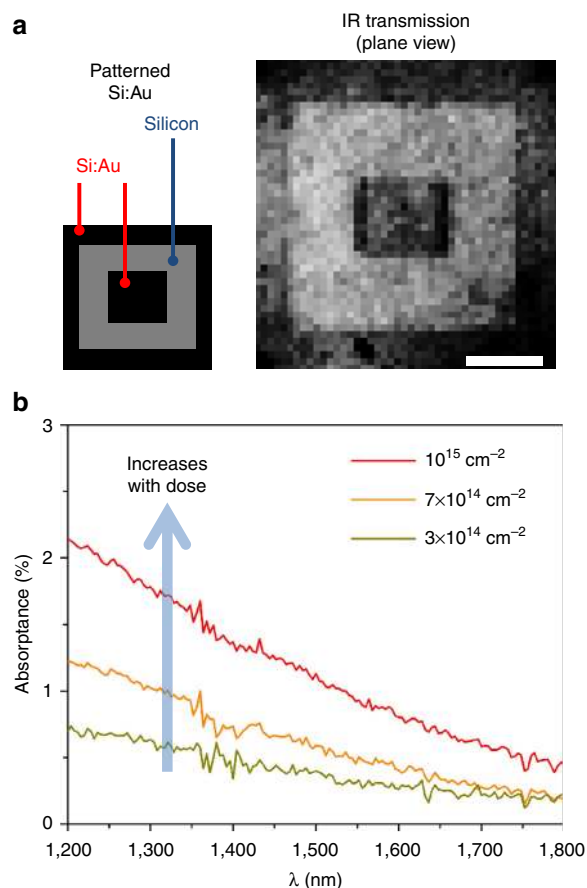 a
IR transmission
(plane view)
Patterned
Si:Au
Silicon
Si:Au
b
3
2
1
0
Absorptance (%)
Increases
with dose
10¹⁵ cm⁻²
7×10¹⁴ cm⁻²
3×10¹⁴ cm⁻²
1,200 1,300 1,400 1,500 1,600 1,700 1,800
λ (nm)